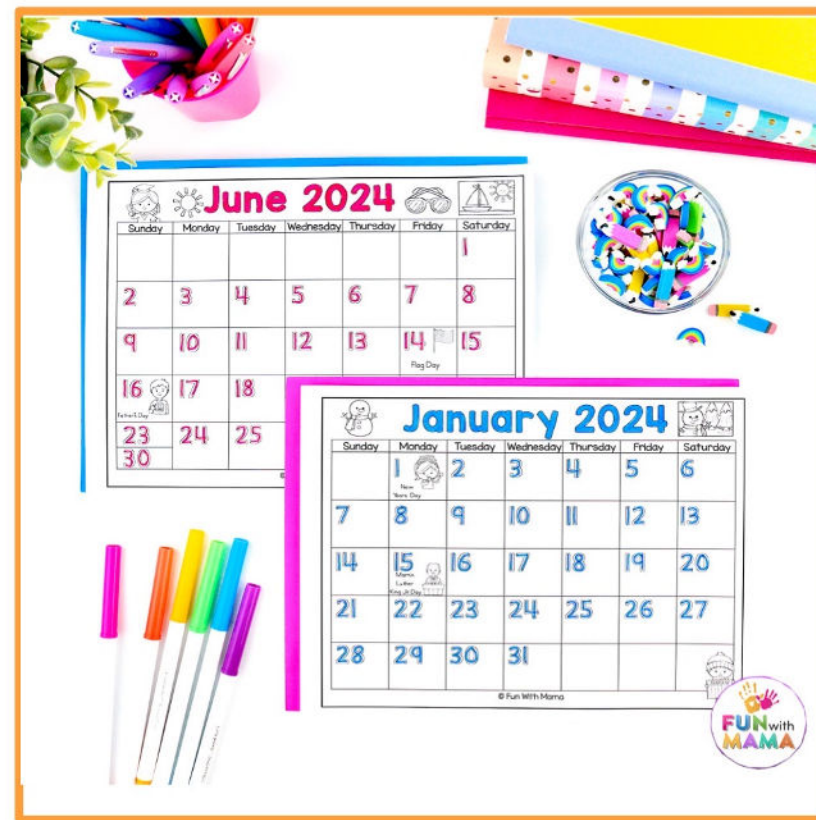 June 2024
Sunday Monday Tuesday Wednesday Thursday Friday Saturday
1
2 3 4 5 6 7 8
9 10 11 12 13 14 15
Flag Day
16 17 18
Father's Day
23 24 25
30
January 2024
Sunday Monday Tuesday Wednesday Thursday Friday Saturday
1 2 3 4 5 6
New
Years Day
7 8 9 10 11 12 13
14 15 16 17 18 19 20
Martin
Luther
King Jr Day
21 22 23 24 25 26 27
28 29 30 31
© Fun With Mama
FUN with
MAMA